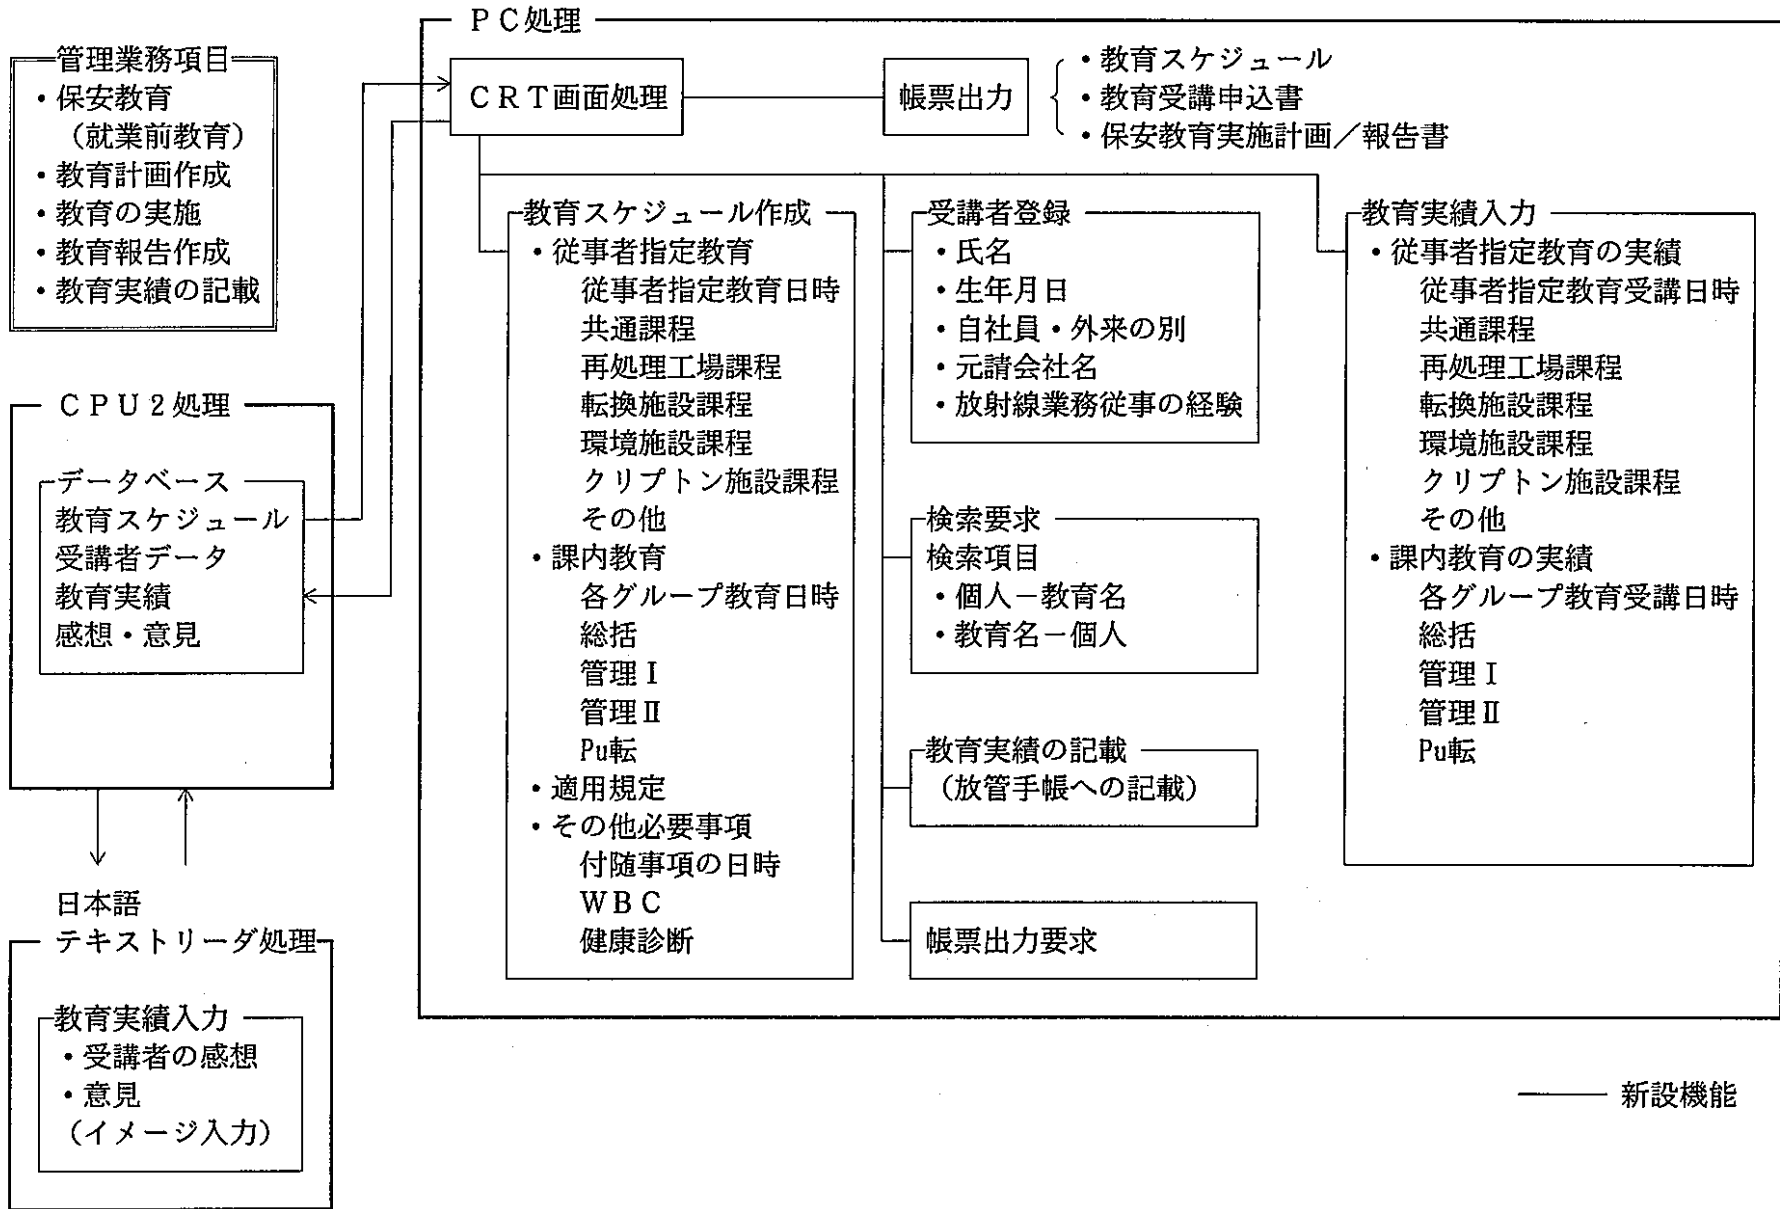 管理業務項目
・保安教育
（就業前教育）
・教育計画作成
・教育の実施
・教育報告作成
・教育実績の記載
ＣＰＵ２処理
データベース
教育スケジュール
受講者データ
教育実績
感想・意見
日本語
テキストリーダ処理
教育実績入力
・受講者の感想
・意見
（イメージ入力）
ＰＣ処理
ＣＲＴ画面処理
帳票出力
・教育スケジュール
・教育受講申込書
・保安教育実施計画／報告書
教育スケジュール作成
・従事者指定教育
従事者指定教育日時
共通課程
再処理工場課程
転換施設課程
環境施設課程
クリプトン施設課程
その他
・課内教育
各グループ教育日時
総括
管理Ⅰ
管理Ⅱ
Pu転
・適用規定
・その他必要事項
付随事項の日時
ＷＢＣ
健康診断
受講者登録
・氏名
・生年月日
・自社員・外来の別
・元請会社名
・放射線業務従事の経験
検索要求
検索項目
・個人－教育名
・教育名－個人
教育実績の記載
（放管手帳への記載）
帳票出力要求
教育実績入力
・従事者指定教育の実績
従事者指定教育受講日時
共通課程
再処理工場課程
転換施設課程
環境施設課程
クリプトン施設課程
その他
・課内教育の実績
各グループ教育受講日時
総括
管理Ⅰ
管理Ⅱ
Pu転
新設機能